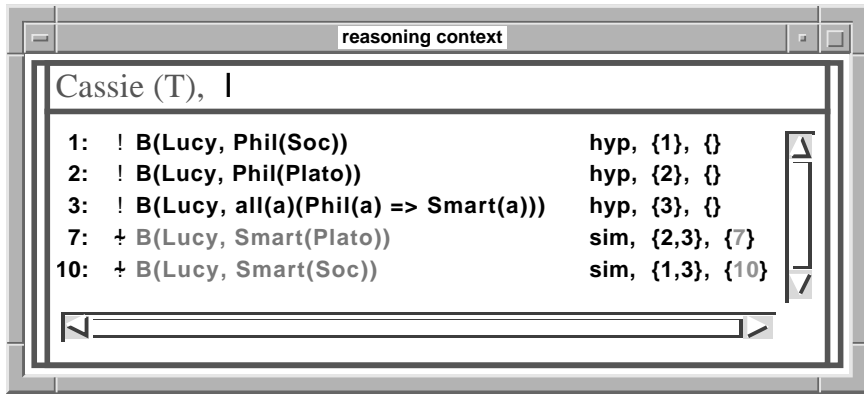 reasoning context
Cassie (T),
1: ! B(Lucy, Phil(Soc)) hyp, {1}, {}
2: ! B(Lucy, Phil(Plato)) hyp, {2}, {}
3: ! B(Lucy, all(a)(Phil(a) => Smart(a))) hyp, {3}, {}
7: ∔ B(Lucy, Smart(Plato)) sim, {2,3}, {7}
10: ∔ B(Lucy, Smart(Soc)) sim, {1,3}, {10}